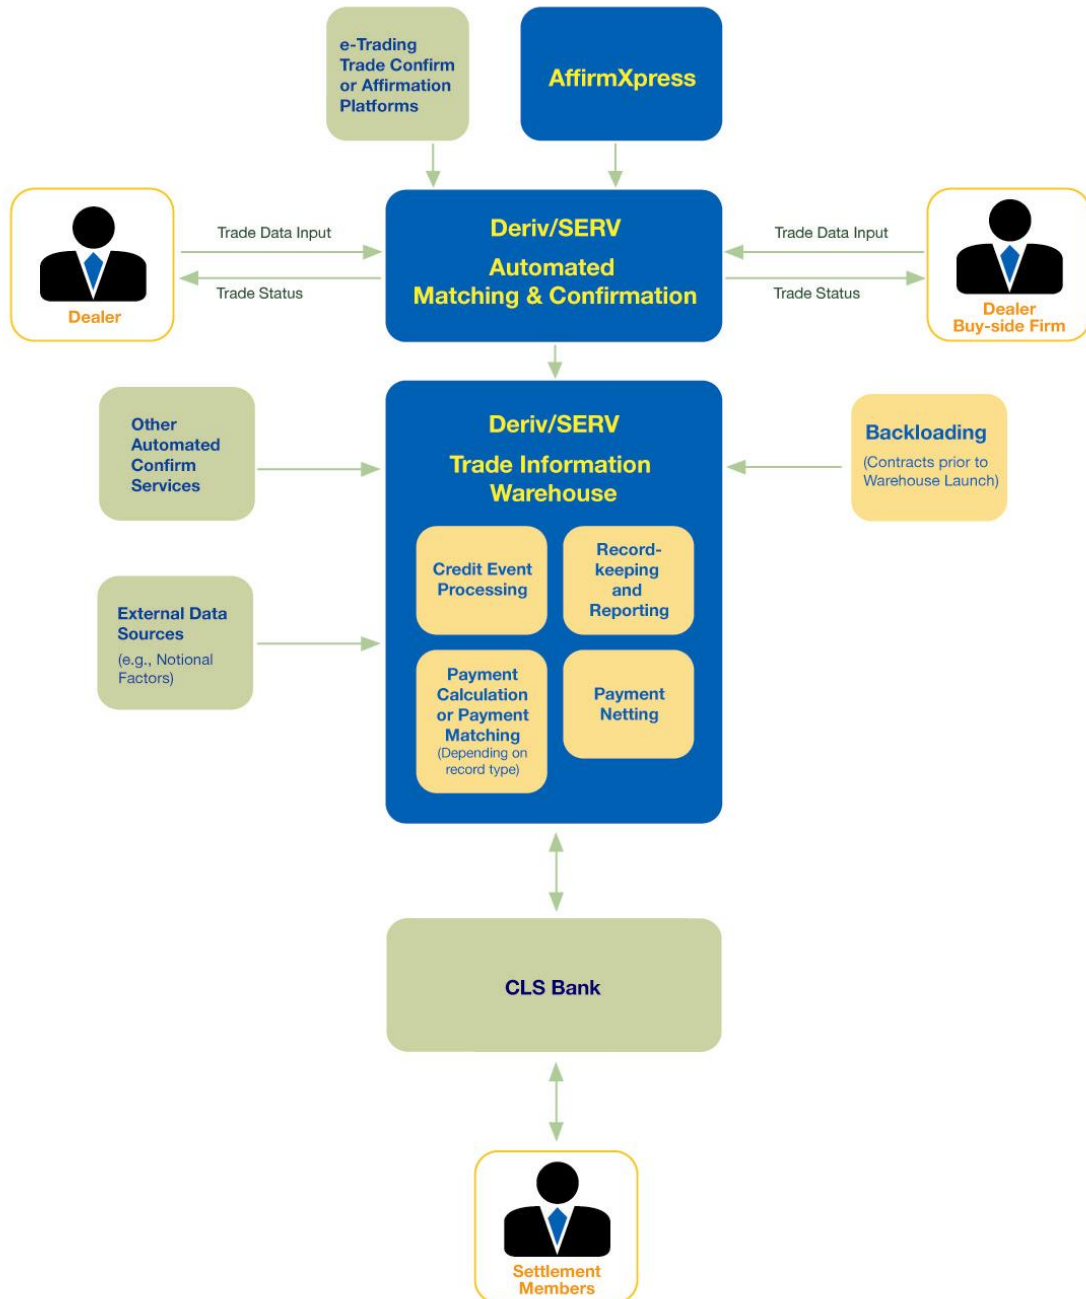 e-Trading
Trade Confirm
or Affirmation
Platforms
AffirmXpress
Deriv/SERV
Automated
Matching & Confirmation
Trade Data Input
Trade Status
Dealer
Trade Data Input
Trade Status
Dealer
Buy-side Firm
Other
Automated
Confirm
Services
Deriv/SERV
Trade Information
Warehouse
Backloading
(Contracts prior to
Warehouse Launch)
Credit Event
Processing
Record-
keeping
and
Reporting
External Data
Sources
(e.g., Notional
Factors)
Payment
Calculation
or Payment
Matching
(Depending on
record type)
Payment
Netting
CLS Bank
Settlement
Members